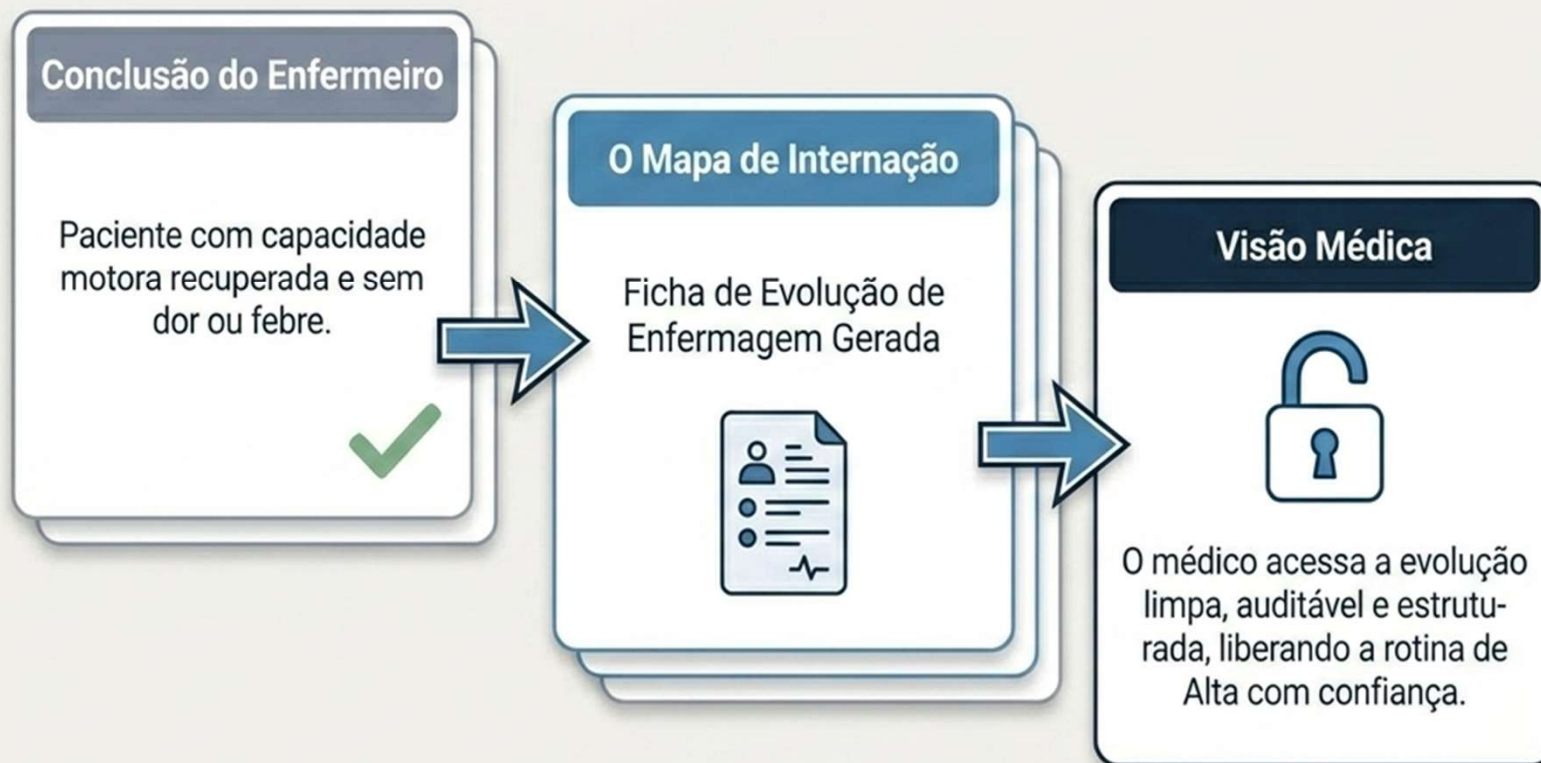 Conclusão do Enfermeiro
Paciente com capacidade
motora recuperada e sem
dor ou febre.
O Mapa de Internação
Ficha de Evolução de
Enfermagem Gerada
Visão Médica
O médico acessa a evolução
limpa, auditável e estrutu-
rada, liberando a rotina de
Alta com confiança.